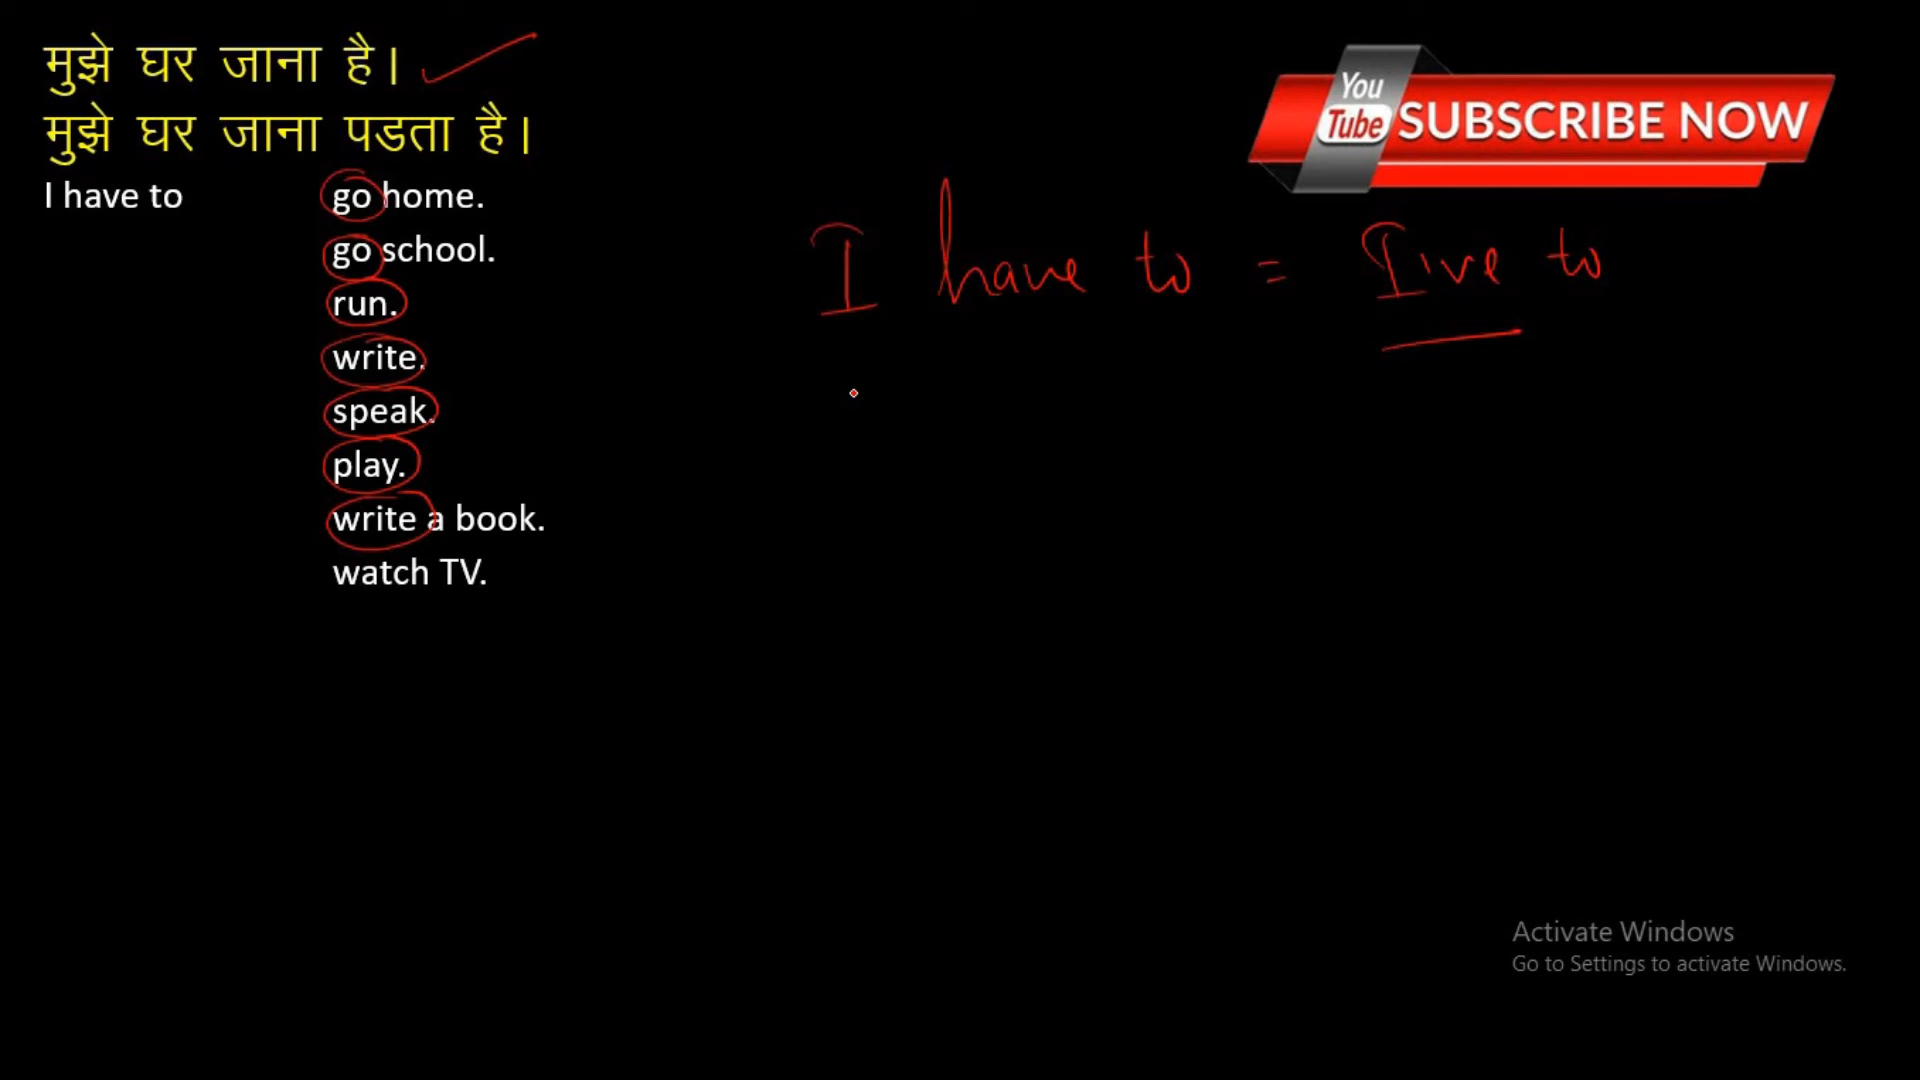 मुझे घर जाना है।
मुझे घर जाना पडता है।
You
Tube SUBSCRIBE NOW
I have to go home.
go school.
I have to = I've to
run.
write.
speak.
play.
write a book.
watch TV.
Activate Windows
Go to Settings to activate Windows.